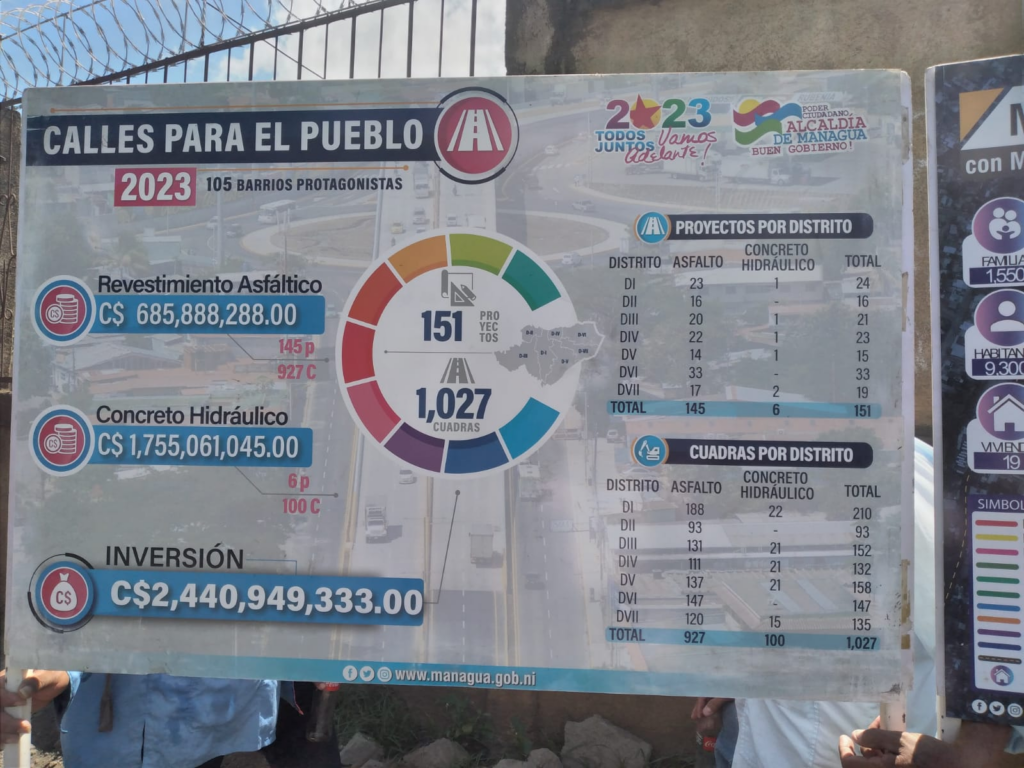 CALLES PARA EL PUEBLO
2023 105 BARRIOS PROTAGONISTAS
2023
TODOS JUNTOS Vamos adelante!
PODER CIUDADANO,
ALCALDÍA
DE MANAGUA
BUEN GOBIERNO!
Revestimiento Asfáltico
C$ 685,888,288.00
145 p
927 C
Concreto Hidráulico
C$ 1,755,061,045.00
6 p
100 C
INVERSIÓN
C$
C$2,440,949,333.00
151 PROYECTOS
1,027
CUADRAS
PROYECTOS POR DISTRITO
DISTRITO ASFALTO CONCRETO HIDRÁULICO TOTAL
DI 23 1 24
DII 16 - 16
DIII 20 1 21
DIV 22 1 23
DV 14 1 15
DVI 33 - 33
DVII 17 2 19
TOTAL 145 6 151
CUADRAS POR DISTRITO
DISTRITO ASFALTO CONCRETO HIDRÁULICO TOTAL
DI 188 22 210
DII 93 - 93
DIII 131 21 152
DIV 111 21 132
DV 137 21 158
DVI 147 - 147
DVII 120 15 135
TOTAL 927 100 1,027
www.managua.gob.ni
con M
FAMILIA
1,550
HABITAN
9,300
VIVIEND
19
SIMBOL